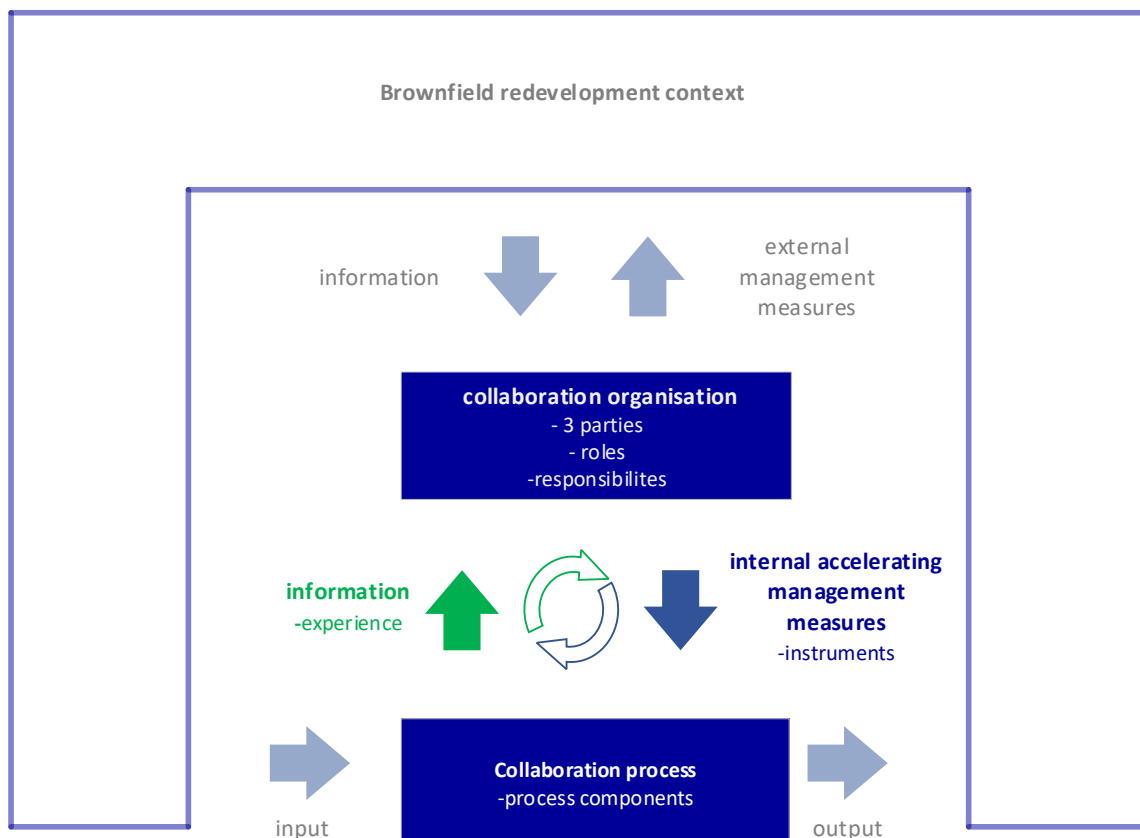 Brownfield redevelopment context
information
external
management
measures
collaboration organisation
- 3 parties
- roles
-responsibilites
information
-experience
internal accelerating
management
measures
-instruments
Collaboration process
-process components
input
output